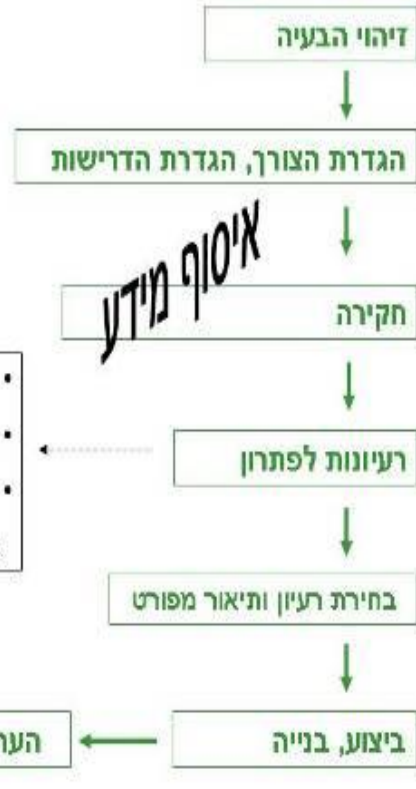 זיהוי הבעיה
הגדרת הצורך, הגדרת הדרישות
איסוף מידע
חקירה
רעיונות לפתרון
בחירת רעיון ותיאור מפורט
ביצוע, בנייה